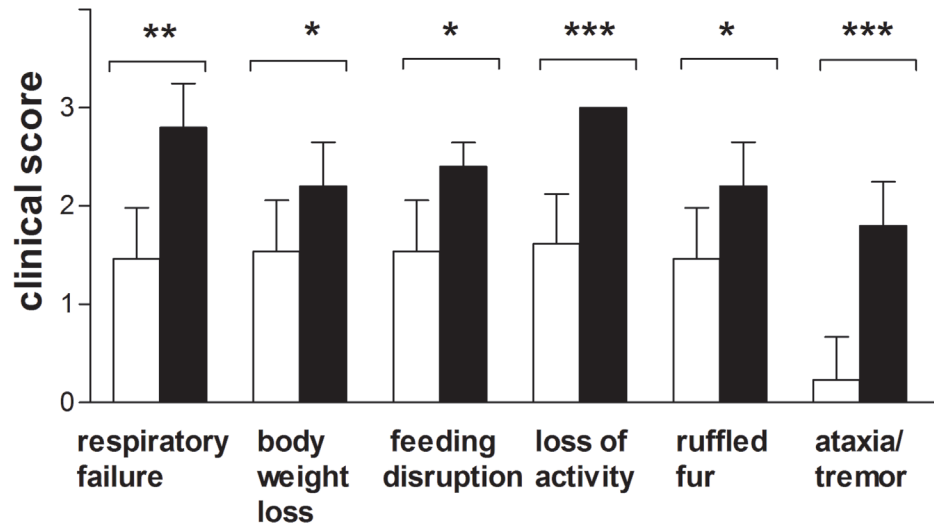 ** * * *** * ***
clinical score
3
2
1
0
respiratory
failure
body
weight
loss
feeding
disruption
loss of
activity
ruffled
fur
ataxia/
tremor